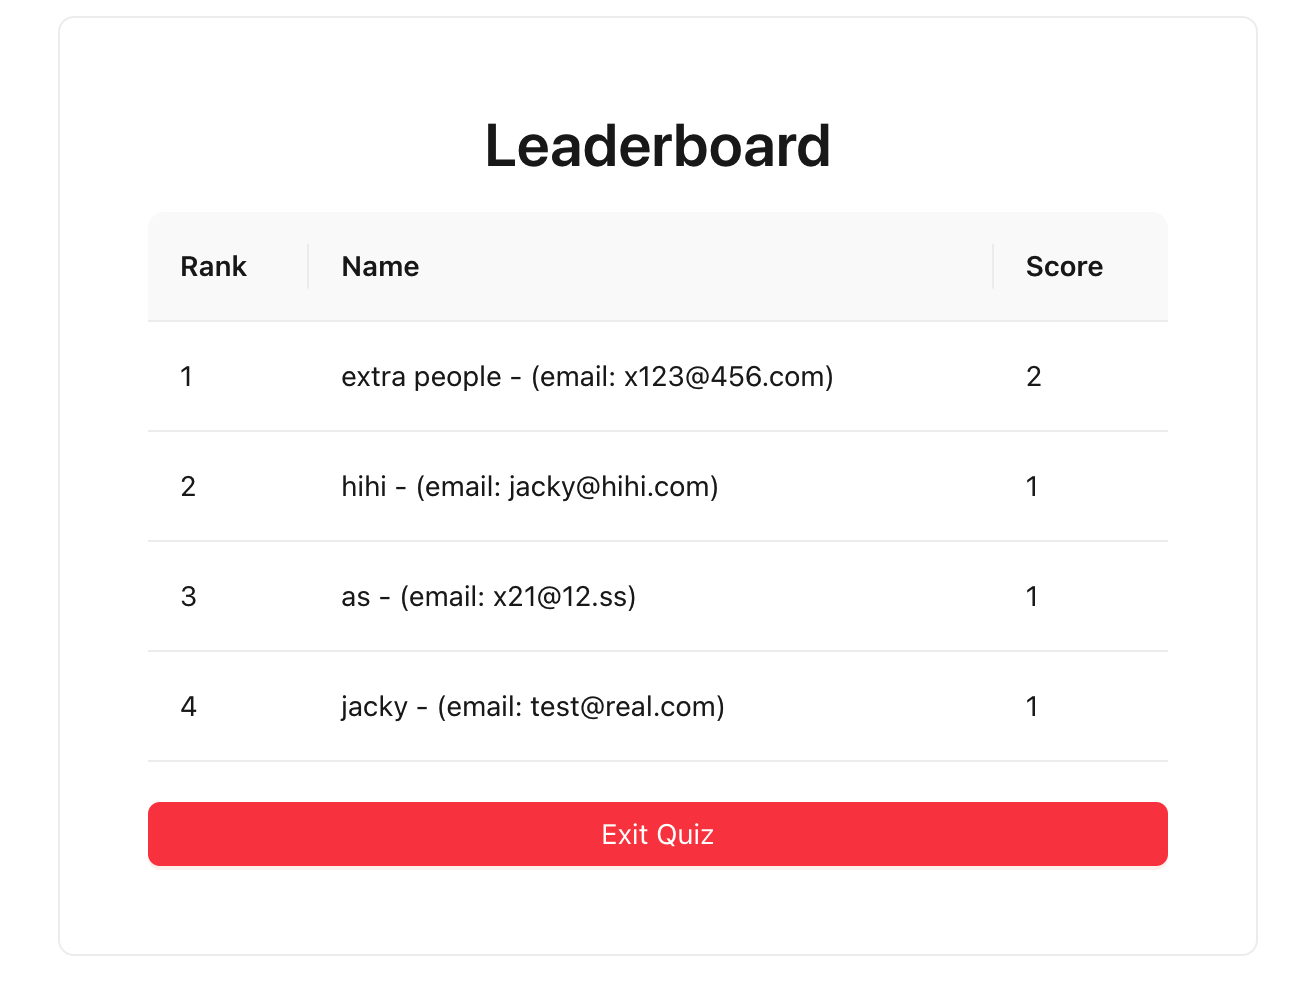 Leaderboard
Rank Name Score
1 extra people - (email: x123@456.com) 2
2 hihi - (email: jacky@hihi.com) 1
3 as - (email: x21@12.ss) 1
4 jacky - (email: test@real.com) 1
Exit Quiz